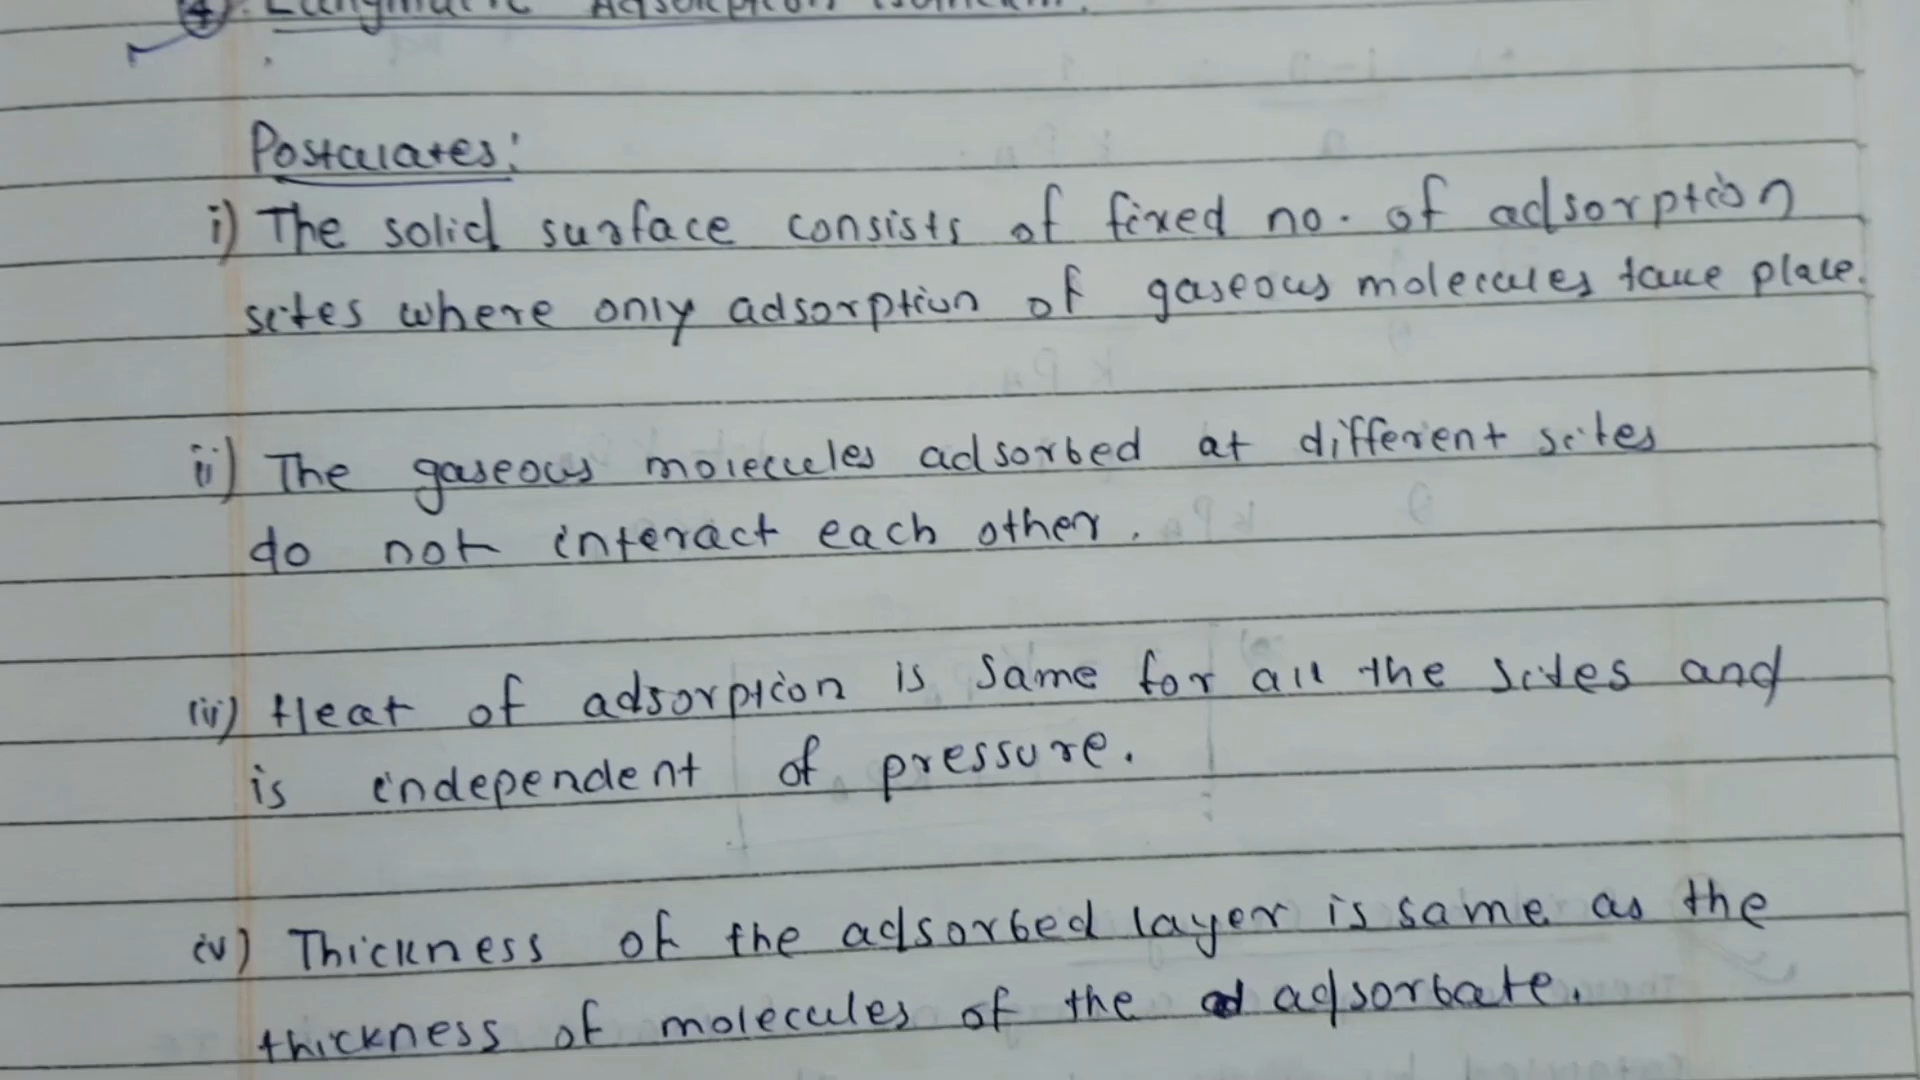 Adsorption Isotherm.
Postulates:
i) The solid surface consists of fixed no. of adsorption
sites where only adsorption of gaseous molecules take place.
ii) The gaseous molecules adsorbed at different sites
do not interact each other.
iii) Heat of adsorption is same for all the sites and
is independent of pressure.
iv) Thickness of the adsorbed layer is same as the
thickness of molecules of the adsorbate.